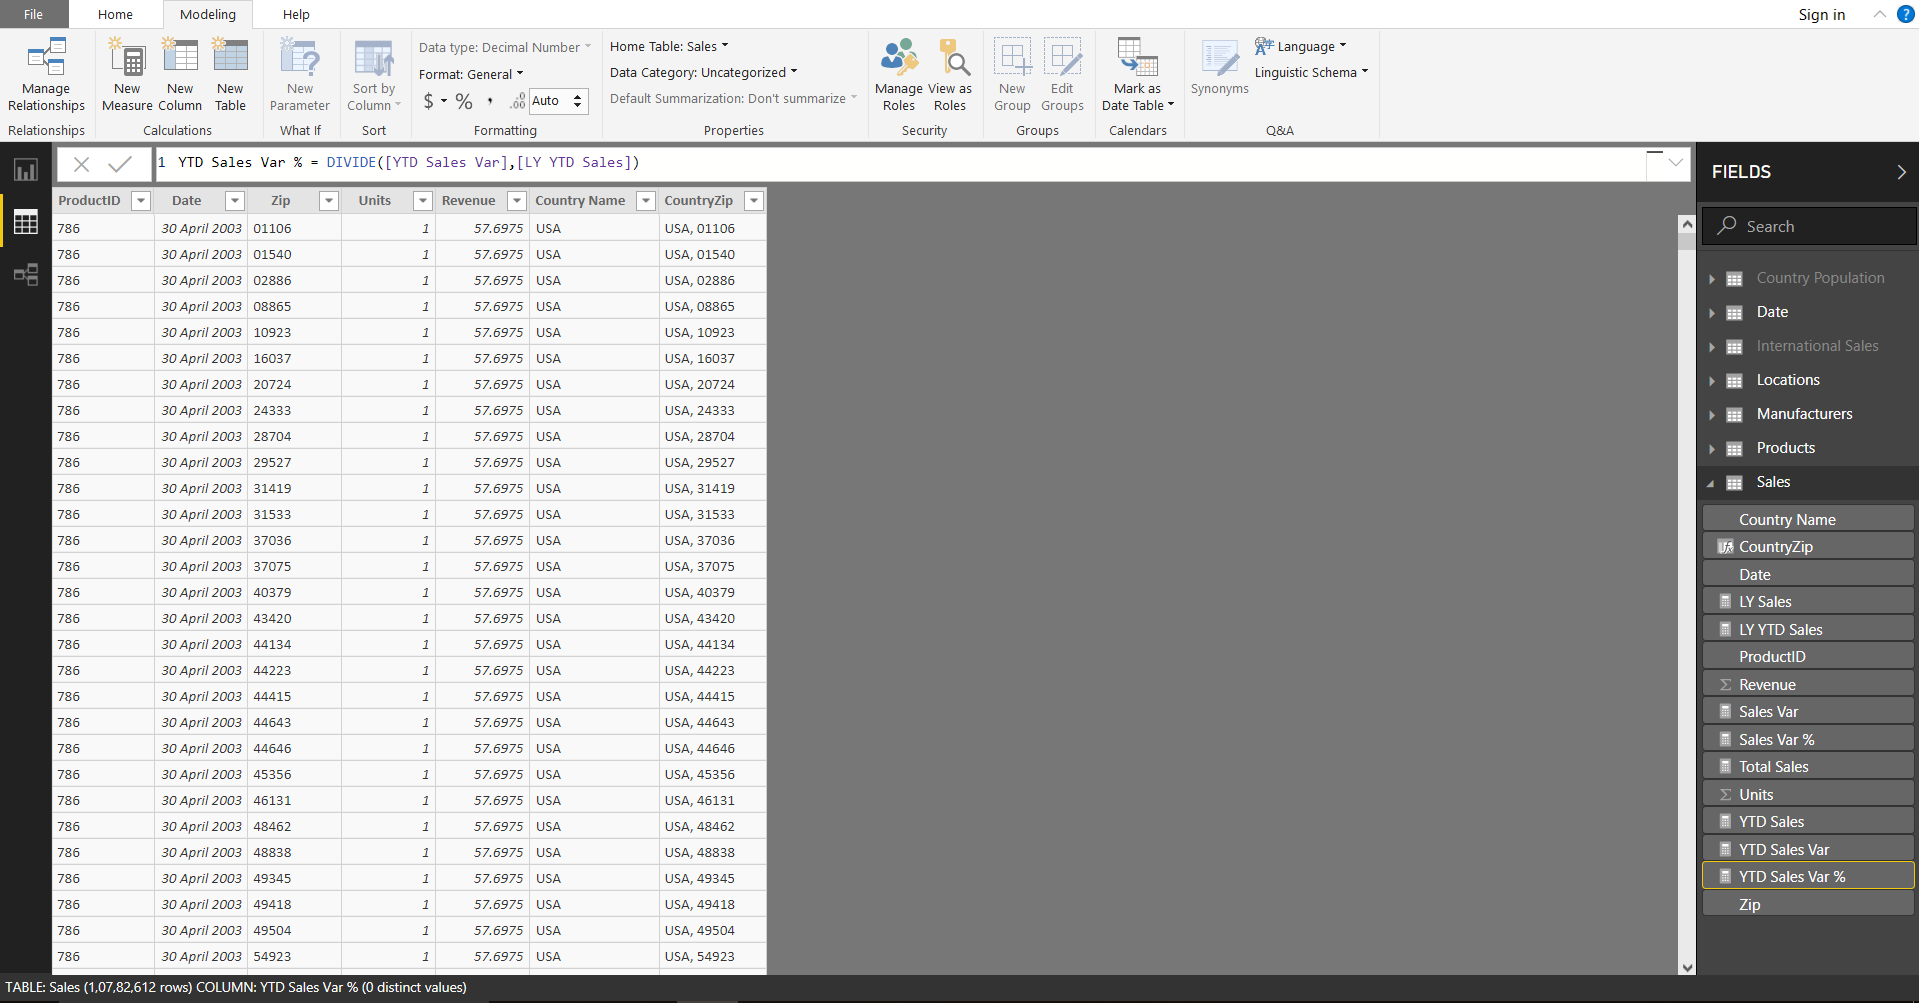 File Home Modeling Help Sign in ?
Manage Relationships
New Measure
New Column
New Table
New Parameter
Sort by Column
Data type: Decimal Number
Format: General
$ % , .00 Auto
Home Table: Sales
Data Category: Uncategorized
Default Summarization: Don't summarize
Manage Roles
View as Roles
New Group
Edit Groups
Mark as Date Table
Synonyms
Language
Linguistic Schema
Relationships Calculations What If Sort Formatting Properties Security Groups Calendars Q&A
1 YTD Sales Var % = DIVIDE([YTD Sales Var],[LY YTD Sales])
ProductID Date Zip Units Revenue Country Name CountryZip
786 30 April 2003 01106 1 57.6975 USA USA, 01106
786 30 April 2003 01540 1 57.6975 USA USA, 01540
786 30 April 2003 02886 1 57.6975 USA USA, 02886
786 30 April 2003 08865 1 57.6975 USA USA, 08865
786 30 April 2003 10923 1 57.6975 USA USA, 10923
786 30 April 2003 16037 1 57.6975 USA USA, 16037
786 30 April 2003 20724 1 57.6975 USA USA, 20724
786 30 April 2003 24333 1 57.6975 USA USA, 24333
786 30 April 2003 28704 1 57.6975 USA USA, 28704
786 30 April 2003 29527 1 57.6975 USA USA, 29527
786 30 April 2003 31419 1 57.6975 USA USA, 31419
786 30 April 2003 31533 1 57.6975 USA USA, 31533
786 30 April 2003 37036 1 57.6975 USA USA, 37036
786 30 April 2003 37075 1 57.6975 USA USA, 37075
786 30 April 2003 40379 1 57.6975 USA USA, 40379
786 30 April 2003 43420 1 57.6975 USA USA, 43420
786 30 April 2003 44134 1 57.6975 USA USA, 44134
786 30 April 2003 44223 1 57.6975 USA USA, 44223
786 30 April 2003 44415 1 57.6975 USA USA, 44415
786 30 April 2003 44643 1 57.6975 USA USA, 44643
786 30 April 2003 44646 1 57.6975 USA USA, 44646
786 30 April 2003 45356 1 57.6975 USA USA, 45356
786 30 April 2003 46131 1 57.6975 USA USA, 46131
786 30 April 2003 48462 1 57.6975 USA USA, 48462
786 30 April 2003 48838 1 57.6975 USA USA, 48838
786 30 April 2003 49345 1 57.6975 USA USA, 49345
786 30 April 2003 49418 1 57.6975 USA USA, 49418
786 30 April 2003 49504 1 57.6975 USA USA, 49504
786 30 April 2003 54923 1 57.6975 USA USA, 54923
FIELDS
Search
Country Population
Date
International Sales
Locations
Manufacturers
Products
Sales
Country Name
CountryZip
Date
LY Sales
LY YTD Sales
ProductID
Σ Revenue
Sales Var
Sales Var %
Total Sales
Σ Units
YTD Sales
YTD Sales Var
YTD Sales Var %
Zip
TABLE: Sales (1,07,82,612 rows) COLUMN: YTD Sales Var % (0 distinct values)